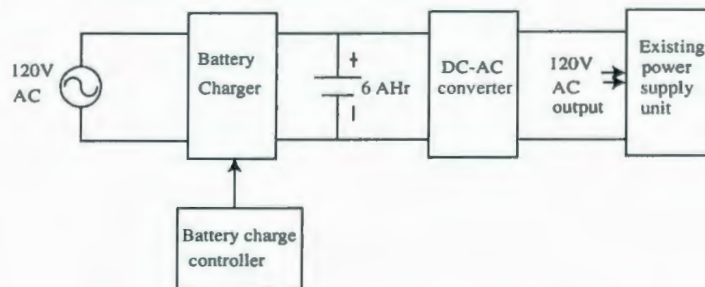 120V
AC
Battery
Charger
+
6 AHr
DC-AC
converter
120V
AC
output
Existing
power
supply
unit
Battery charge
controller